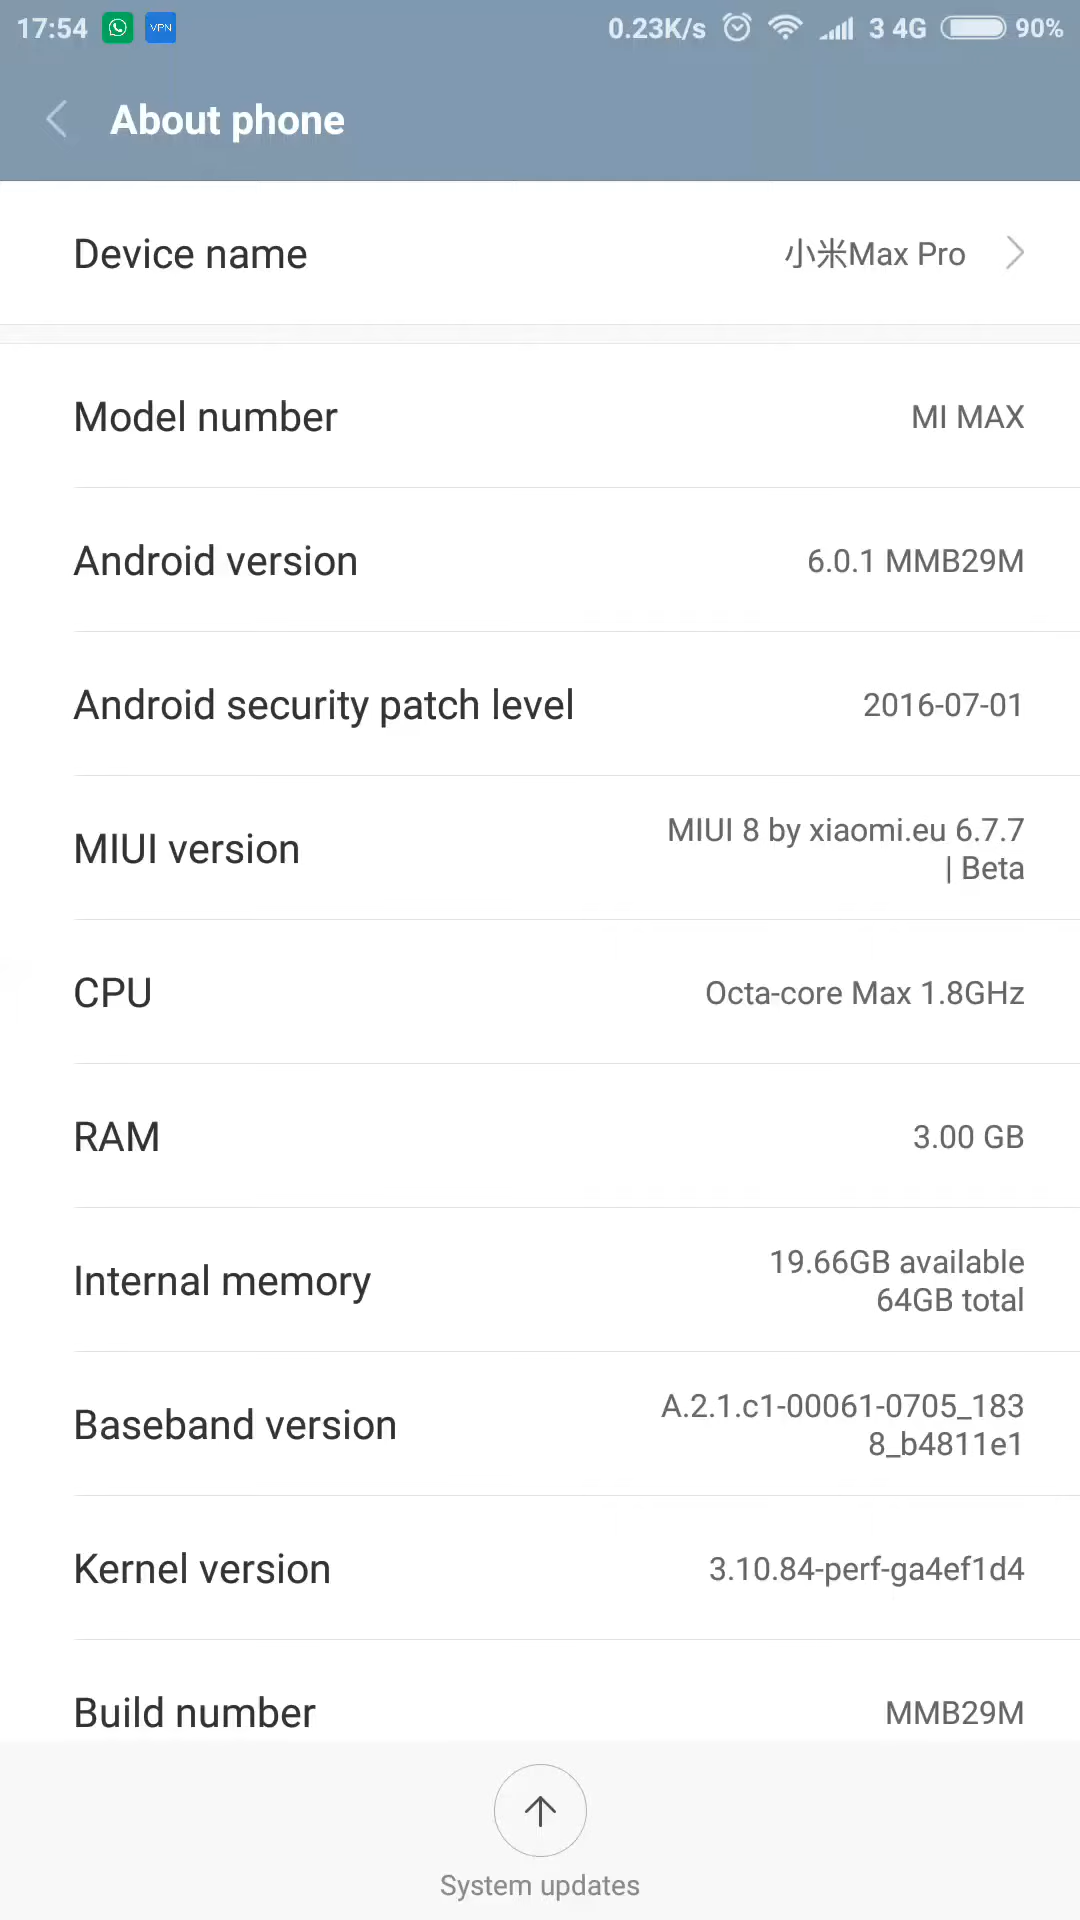 17:54 VPN 0.23K/s 3 4G 90%
About phone
Device name 小米Max Pro
Model number MI MAX
Android version 6.0.1 MMB29M
Android security patch level 2016-07-01
MIUI version MIUI 8 by xiaomi.eu 6.7.7
| Beta
CPU Octa-core Max 1.8GHz
RAM 3.00 GB
Internal memory 19.66GB available
64GB total
Baseband version A.2.1.c1-00061-0705_183
8_b4811e1
Kernel version 3.10.84-perf-ga4ef1d4
Build number MMB29M
System updates